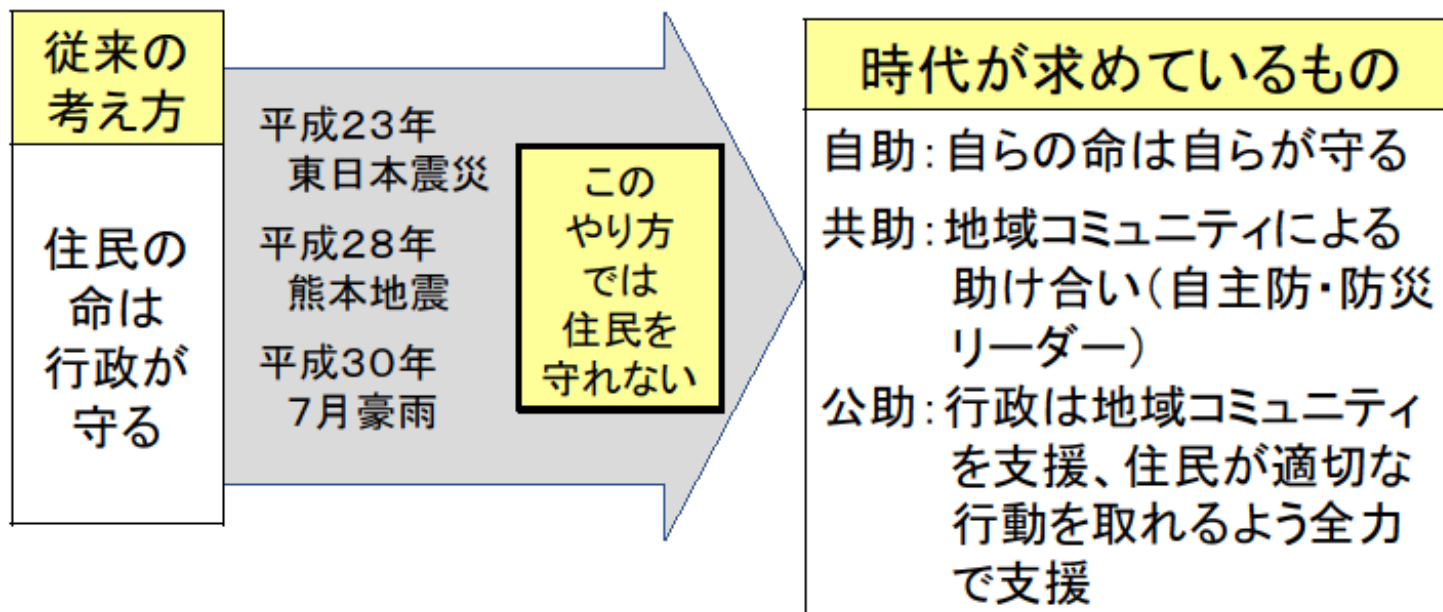 従来の
考え方
住民の
命は
行政が
守る
平成23年
東日本震災
平成28年
熊本地震
平成30年
7月豪雨
この
やり方
では
住民を
守れない
時代が求めているもの
自助:自らの命は自らが守る
共助:地域コミュニティによる
助け合い(自主防・防災
リーダー)
公助:行政は地域コミュニティ
を支援、住民が適切な
行動を取れるよう全力
で支援